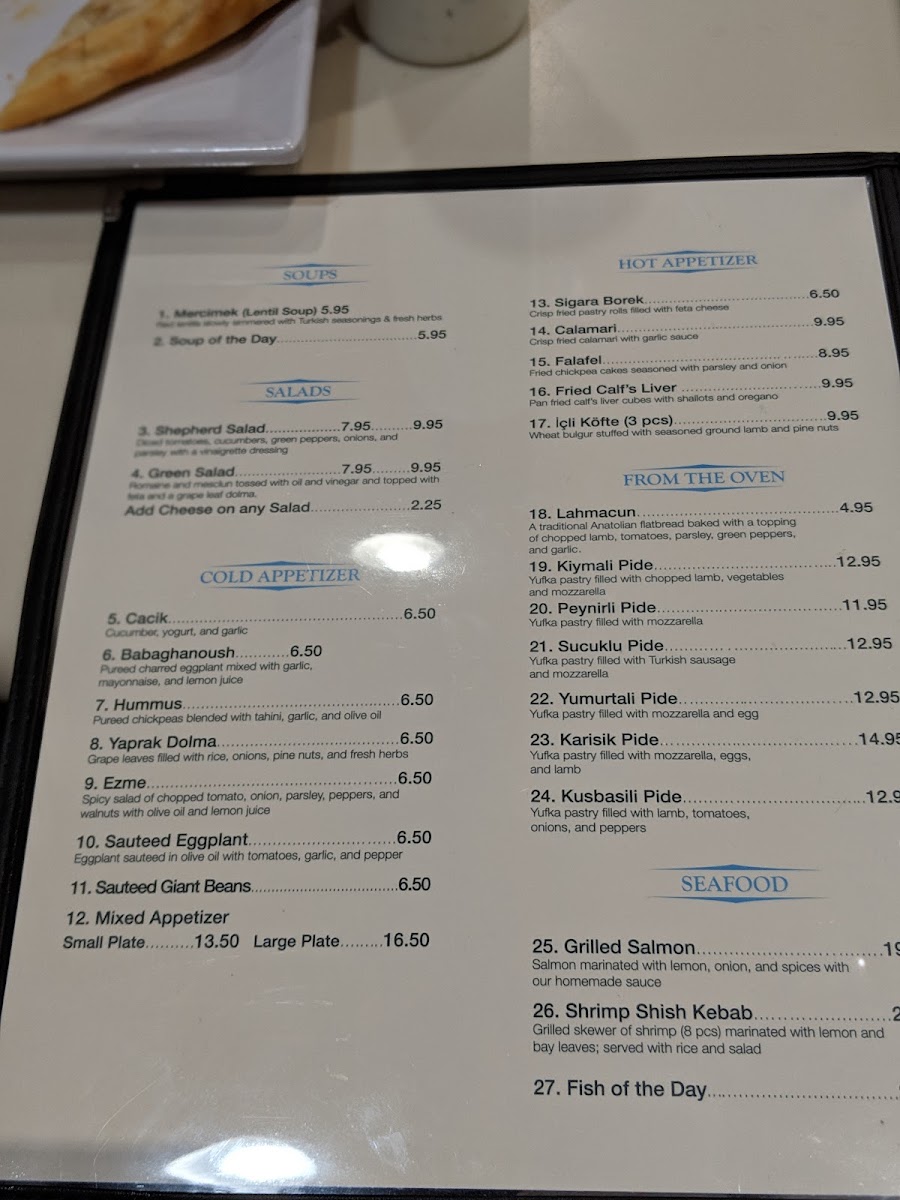 SOUPS
1. Mercimek (Lentil Soup) 5.95
Red lentils slowly simmered with Turkish seasonings & fresh herbs
2. Soup of the Day 5.95
SALADS
3. Shepherd Salad 7.95 9.95
Diced tomatoes, cucumbers, green peppers, onions, and
parsley with a vinaigrette dressing
4. Green Salad 7.95 9.95
Romaine and mesclun tossed with oil and vinegar and topped with
feta and a grape leaf dolma.
Add Cheese on any Salad 2.25
COLD APPETIZER
5. Cacik 6.50
Cucumber, yogurt, and garlic
6. Babaghanoush 6.50
Pureed charred eggplant mixed with garlic,
mayonnaise, and lemon juice
7. Hummus 6.50
Pureed chickpeas blended with tahini, garlic, and olive oil
8. Yaprak Dolma 6.50
Grape leaves filled with rice, onions, pine nuts, and fresh herbs
9. Ezme 6.50
Spicy salad of chopped tomato, onion, parsley, peppers, and
walnuts with olive oil and lemon juice
10. Sauteed Eggplant 6.50
Eggplant sauteed in olive oil with tomatoes, garlic, and pepper
11. Sauteed Giant Beans 6.50
12. Mixed Appetizer
Small Plate 13.50 Large Plate 16.50
HOT APPETIZER
13. Sigara Borek 6.50
Crisp fried pastry rolls filled with feta cheese
14. Calamari 9.95
Crisp fried calamari with garlic sauce
15. Falafel 8.95
Fried chickpea cakes seasoned with parsley and onion
16. Fried Calf's Liver 9.95
Pan fried calf's liver cubes with shallots and oregano
17. İçli Köfte (3 pcs) 9.95
Wheat bulgur stuffed with seasoned ground lamb and pine nuts
FROM THE OVEN
18. Lahmacun 4.95
A traditional Anatolian flatbread baked with a topping
of chopped lamb, tomatoes, parsley, green peppers,
and garlic.
19. Kiymali Pide 12.95
Yufka pastry filled with chopped lamb, vegetables
and mozzarella
20. Peynirli Pide 11.95
Yufka pastry filled with mozzarella
21. Sucuklu Pide 12.95
Yufka pastry filled with Turkish sausage
and mozzarella
22. Yumurtali Pide 12.95
Yufka pastry filled with mozzarella and egg
23. Karisik Pide 14.95
Yufka pastry filled with mozzarella, eggs,
and lamb
24. Kusbasili Pide 12.9
Yufka pastry filled with lamb, tomatoes,
onions, and peppers
SEAFOOD
25. Grilled Salmon 19
Salmon marinated with lemon, onion, and spices with
our homemade sauce
26. Shrimp Shish Kebab 2
Grilled skewer of shrimp (8 pcs) marinated with lemon and
bay leaves; served with rice and salad
27. Fish of the Day